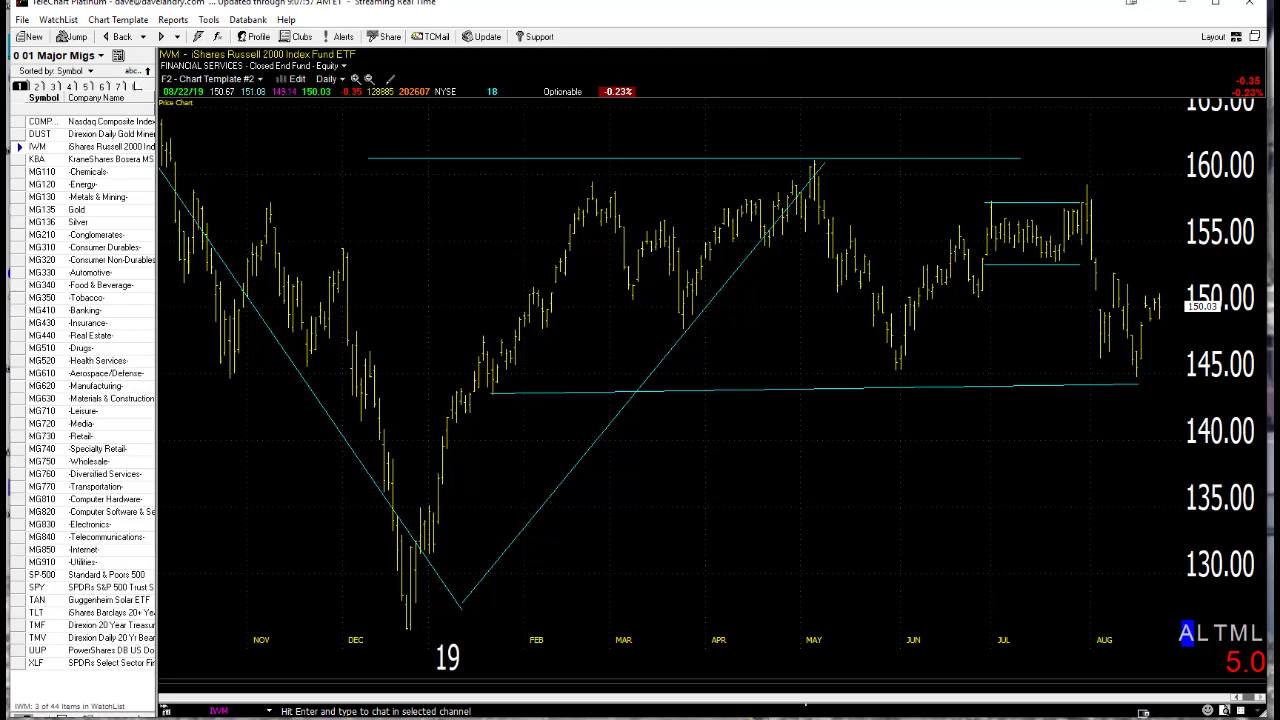 TeleChart Platinum - dave@davelandry.com ... Updated through 9:07:57 AM ET - Streaming Real Time
File WatchList Chart Template Reports Tools Databank Help
New Jump Back Profile Clubs Alerts Share TCMail Update Support Layout
0 01 Major Migs
Sorted by: Symbol abc..
1 2 3 4 5 6 7
Symbol Company Name
COMP... Nasdaq Composite Index
DUST Direxion Daily Gold Miner
IWM iShares Russell 2000 Ind
KBA KraneShares Bosera MS
MG110 -Chemicals-
MG120 -Energy-
MG130 -Metals & Mining-
MG135 Gold
MG136 Silver
MG210 -Conglomerates-
MG310 -Consumer Durables-
MG320 -Consumer Non-Durables
MG330 -Automotive-
MG340 -Food & Beverage-
MG350 -Tobacco-
MG410 -Banking-
MG430 -Insurance-
MG440 -Real Estate-
MG510 -Drugs-
MG520 -Health Services-
MG610 -Aerospace/Defense-
MG620 -Manufacturing-
MG630 -Materials & Construction
MG710 -Leisure-
MG720 -Media-
MG730 -Retail-
MG740 -Specialty Retail-
MG750 -Wholesale-
MG760 -Diversified Services-
MG770 -Transportation-
MG810 -Computer Hardware-
MG820 -Computer Software & Se
MG830 -Electronics-
MG840 -Telecommunications-
MG850 -Internet-
MG910 -Utilities-
SP-500 Standard & Poors 500
SPY SPDRs S&P 500 Trust S
TAN Guggenheim Solar ETF
TLT iShares Barclays 20+ Ye
TMF Direxion 20 Year Treasur
TMV Direxion Daily 20 Yr Bear
UUP PowerShares DB US Do
XLF SPDRs Select Sector Fir
IWM: 3 of 44 Items in WatchList
IWM - iShares Russell 2000 Index Fund ETF
FINANCIAL SERVICES - Closed End Fund - Equity
F2 - Chart Template #2 Edit Daily
08/22/19 150.67 151.08 149.14 150.03 -0.35 128885 202607 NYSE 18 Optionable -0.23%
-0.35
-0.23%
Price Chart
165.00
160.00
155.00
150.00
150.03
145.00
140.00
135.00
130.00
NOV DEC FEB MAR APR MAY JUN JUL AUG
19
A L T M L
5.0
IWM Hit Enter and type to chat in selected channel